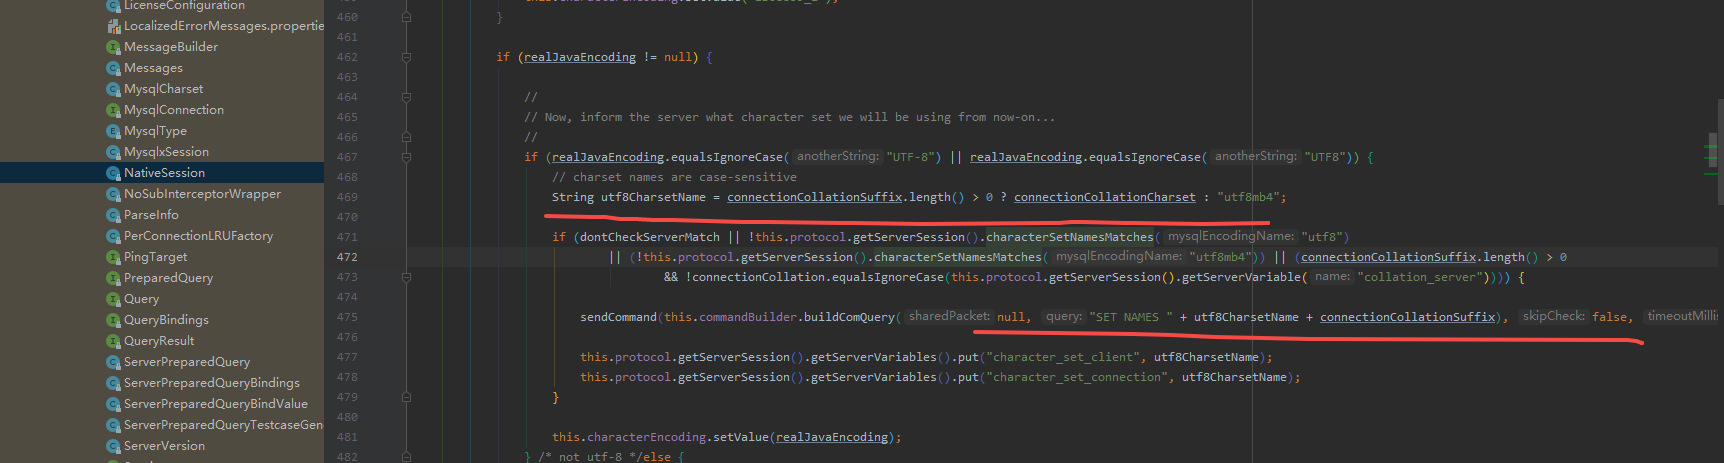 LicenseConfiguration
LocalizedErrorMessages.propertie
MessageBuilder
Messages
MysqlCharset
MysqlConnection
MysqlType
MysqlxSession
NativeSession
NoSubInterceptorWrapper
ParseInfo
PerConnectionLRUFactory
PingTarget
PreparedQuery
Query
QueryBindings
QueryResult
ServerPreparedQuery
ServerPreparedQueryBindings
ServerPreparedQueryBindValue
ServerPreparedQueryTestcaseGen
ServerVersion
460 }
461
462 if (realJavaEncoding != null) {
463
464 //
465 // Now, inform the server what character set we will be using from now-on...
466 //
467 if (realJavaEncoding.equalsIgnoreCase( anotherString: "UTF-8") || realJavaEncoding.equalsIgnoreCase( anotherString: "UTF8")) {
468 // charset names are case-sensitive
469 String utf8CharsetName = connectionCollationSuffix.length() > 0 ? connectionCollationCharset : "utf8mb4";
470
471 if (dontCheckServerMatch || !this.protocol.getServerSession().characterSetNamesMatches( mysqlEncodingName: "utf8")
472 || (!this.protocol.getServerSession().characterSetNamesMatches( mysqlEncodingName: "utf8mb4")) || (connectionCollationSuffix.length() > 0
473 && !connectionCollation.equalsIgnoreCase(this.protocol.getServerSession().getServerVariable( name: "collation_server")))) {
474
475 sendCommand(this.commandBuilder.buildComQuery( sharedPacket: null, query: "SET NAMES " + utf8CharsetName + connectionCollationSuffix), skipCheck: false, timeoutMillis
476
477 this.protocol.getServerSession().getServerVariables().put("character_set_client", utf8CharsetName);
478 this.protocol.getServerSession().getServerVariables().put("character_set_connection", utf8CharsetName);
479 }
480
481 this.characterEncoding.setValue(realJavaEncoding);
482 } /* not utf-8 */else {